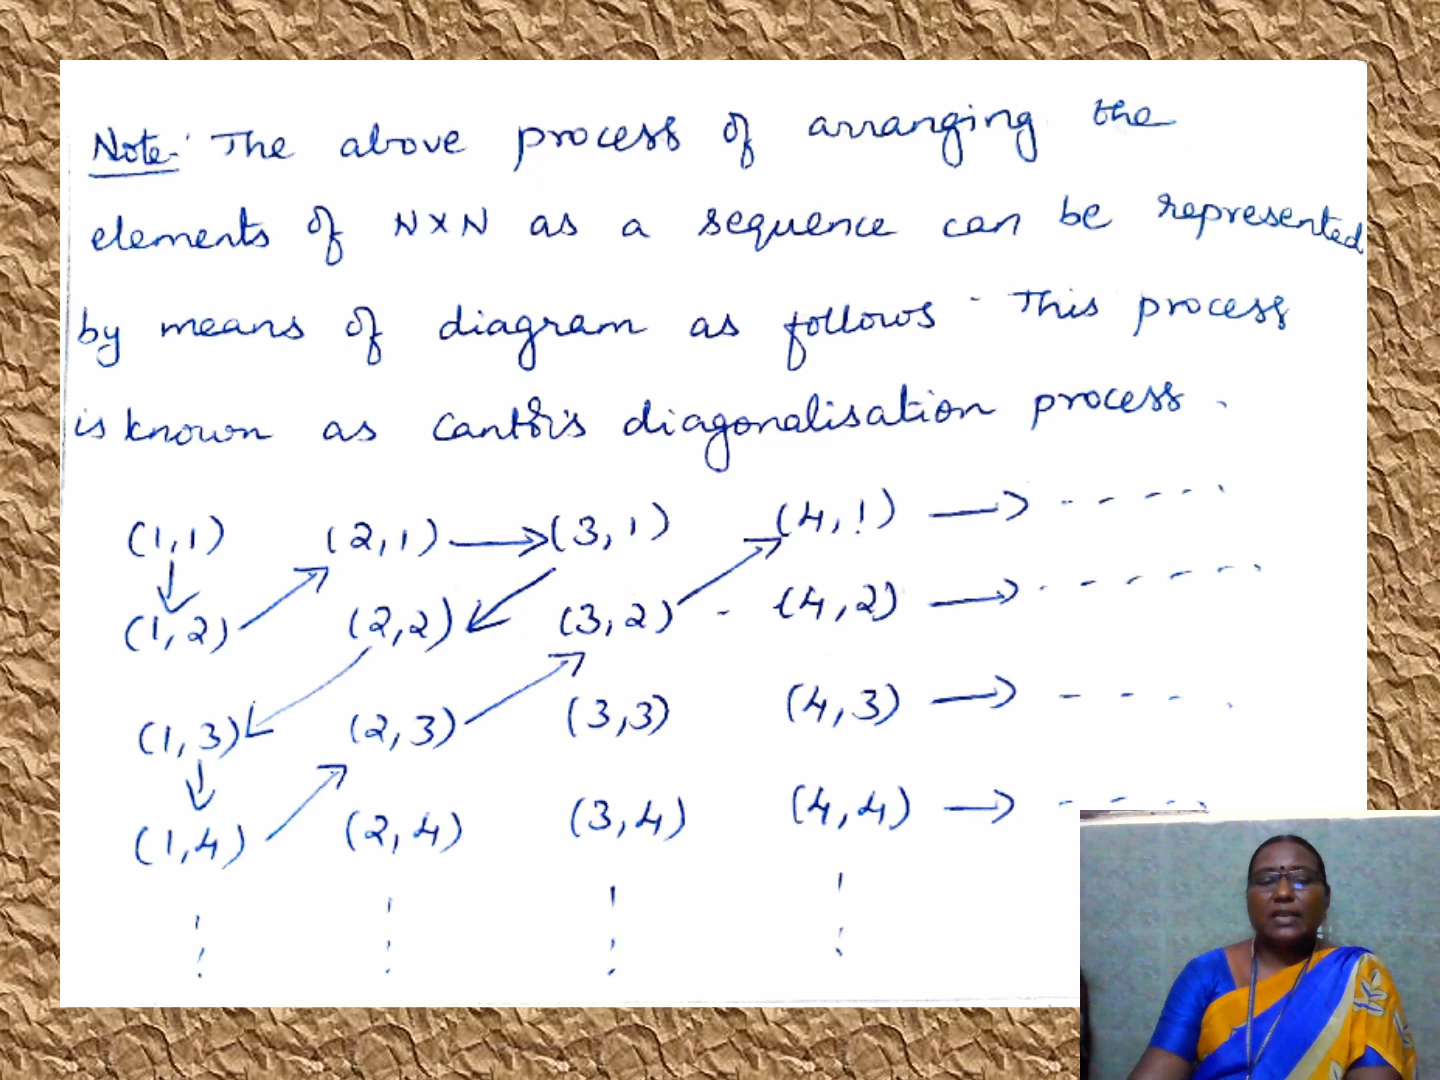 Note: The above process of arranging the
elements of N×N as a sequence can be represented
by means of diagram as follows. This process
is known as Cantor's diagonalisation process.
(1,1) (2,1) → (3,1) (4,1) → - - - - -
(1,2) (2,2) (3,2) - (4,2) → - - - - -
(1,3) (2,3) (3,3) (4,3) → - - - -
(1,4) (2,4) (3,4) (4,4) → - - - -